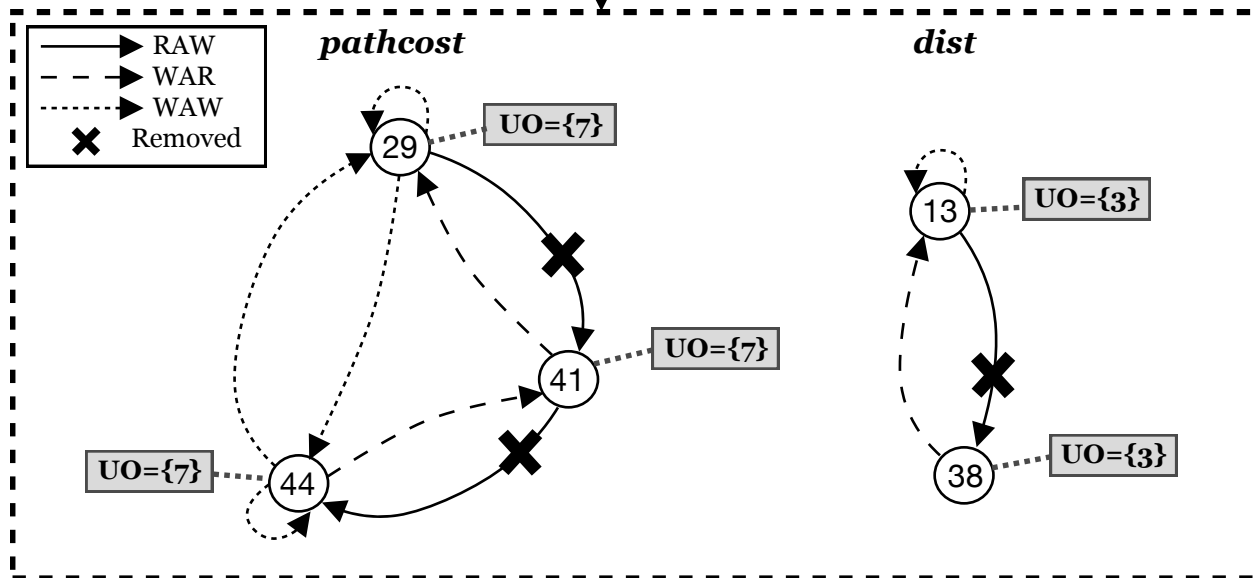 RAW
WAR
WAW
Removed
pathcost
dist
29
UO={7}
13
UO={3}
41
UO={7}
44
UO={7}
38
UO={3}